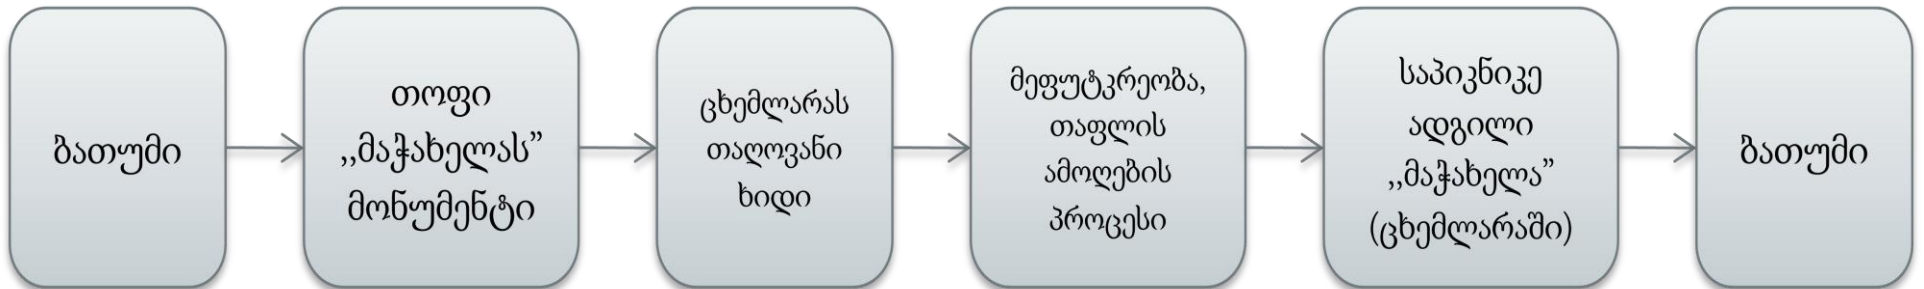 ბათუმი
თოფი
,,მაჭახელას”
მონუმენტი
ცხემლარას
თაღოვანი
ხიდი
მეფუტკრეობა,
თაფლის
ამოღების
პროცესი
საპიკნიკე
ადგილი
,,მაჭახელა”
(ცხემლარაში)
ბათუმი